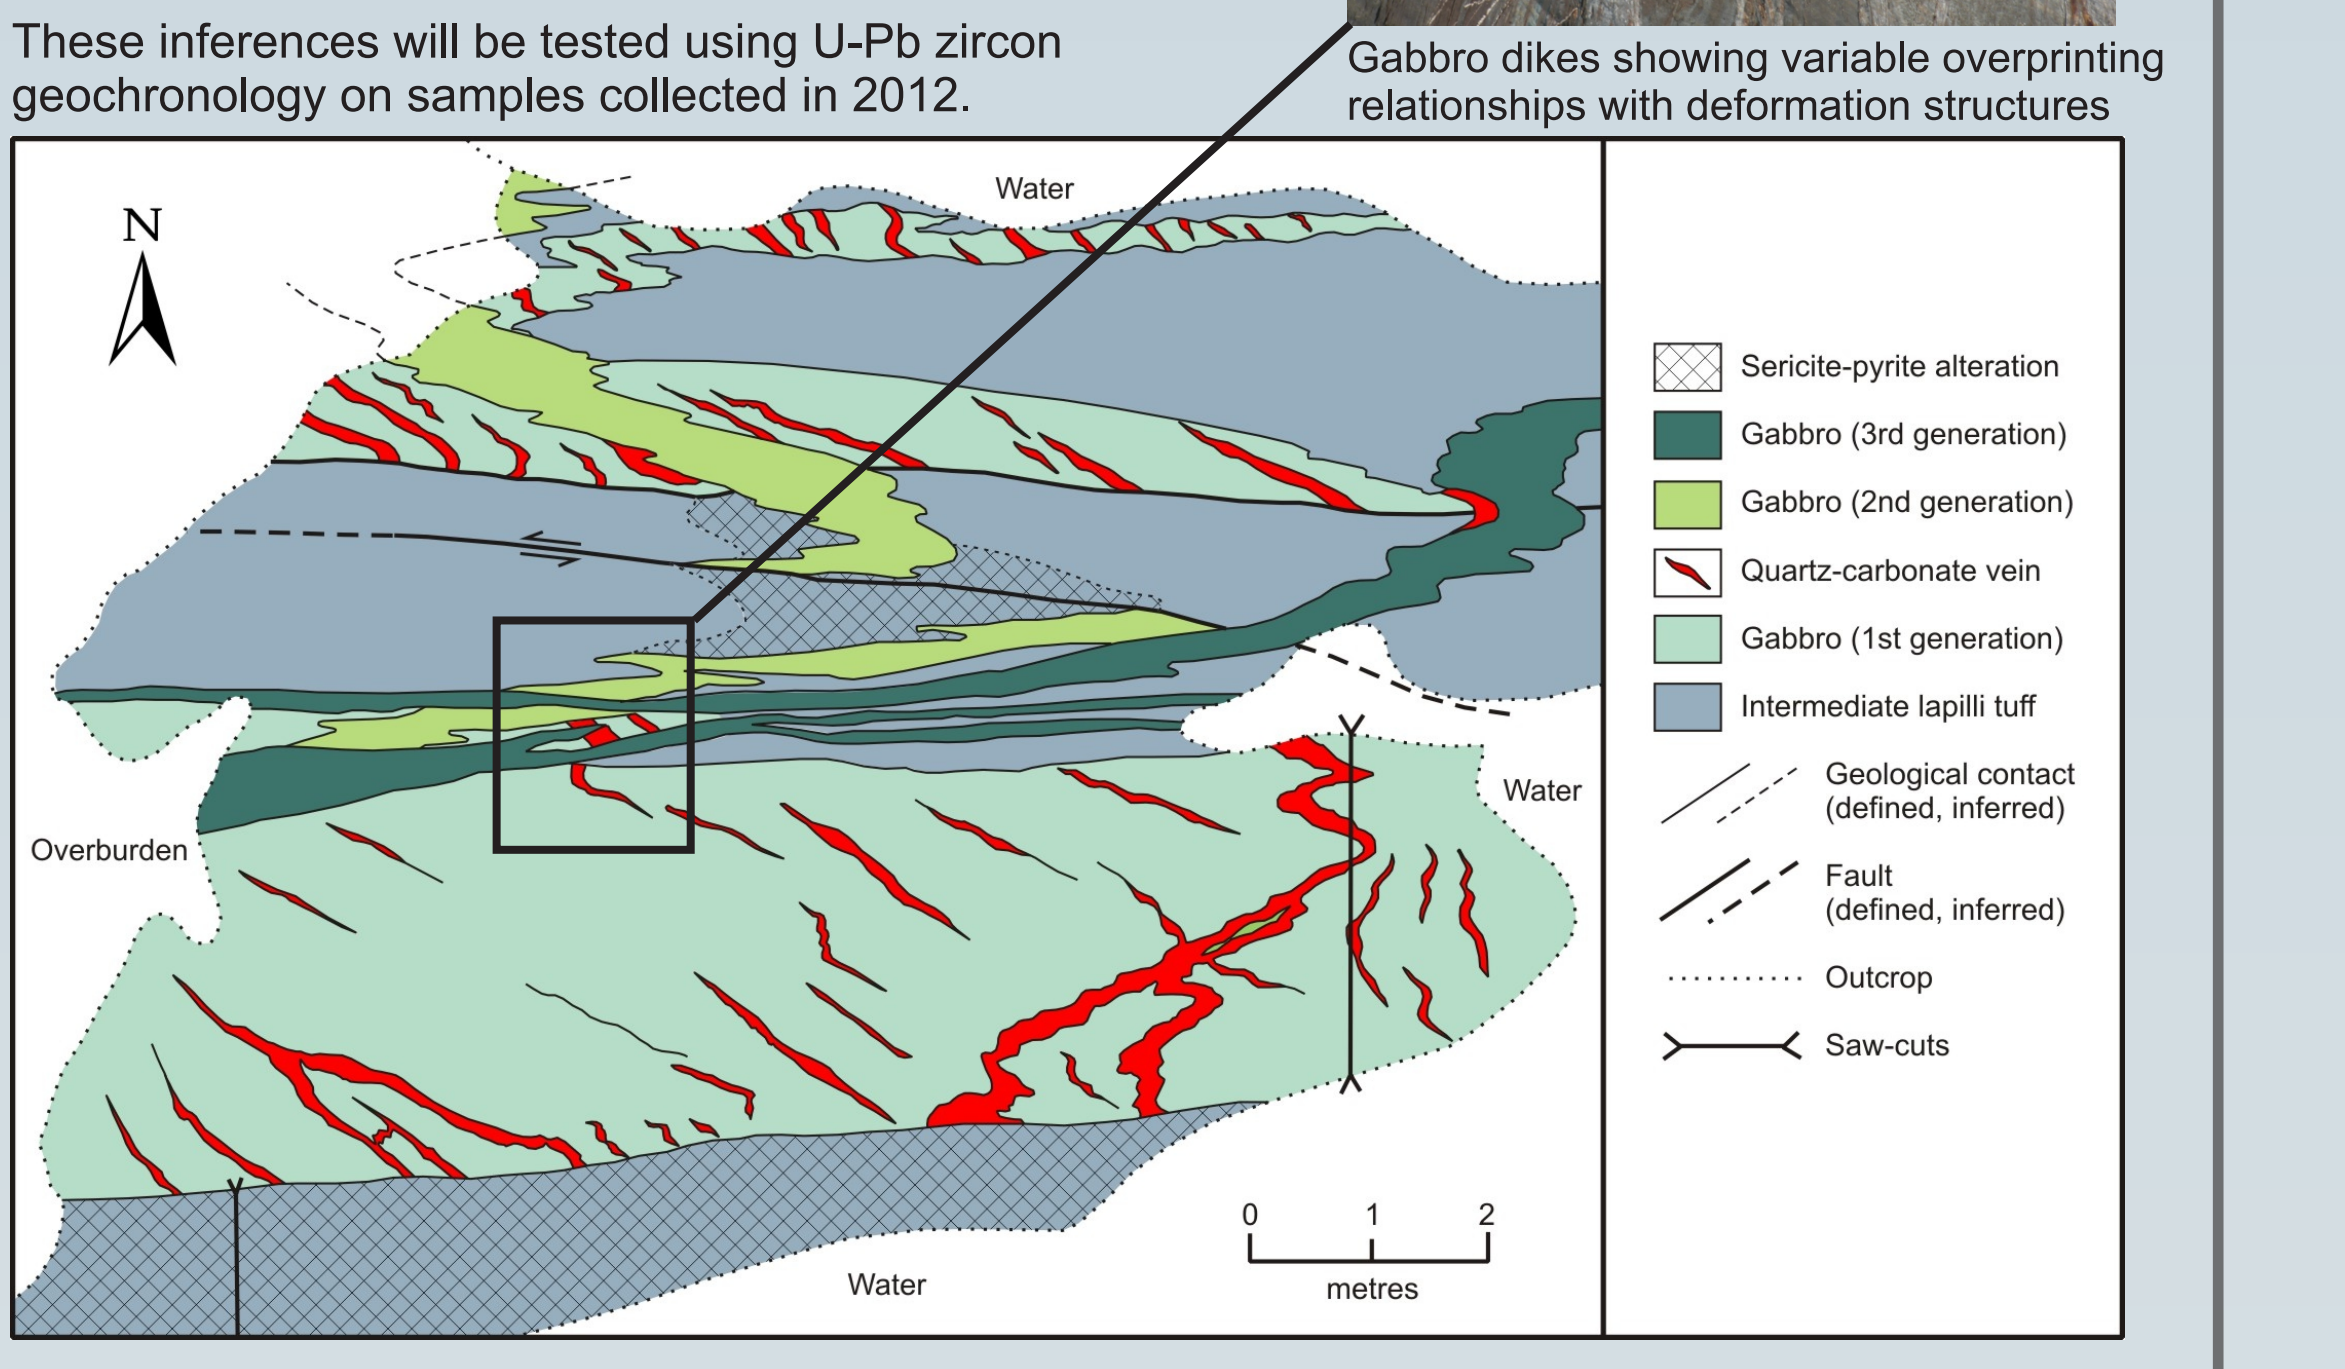 These inferences will be tested using U-Pb zircon
geochronology on samples collected in 2012.
Gabbro dikes showing variable overprinting
relationships with deformation structures
Water
N
Sericite-pyrite alteration
Gabbro (3rd generation)
Gabbro (2nd generation)
Quartz-carbonate vein
Gabbro (1st generation)
Intermediate lapilli tuff
Geological contact
(defined, inferred)
Fault
(defined, inferred)
Outcrop
Saw-cuts
Water
Overburden
0 1 2
metres
Water